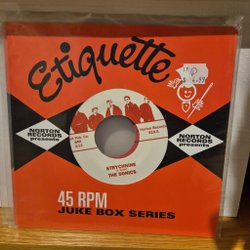 Etiquette
NORTON
RECORDS
presents
NORTON
RECORDS
presents
STRYCHNINE
THE SONICS
45 RPM
JUKE BOX SERIES